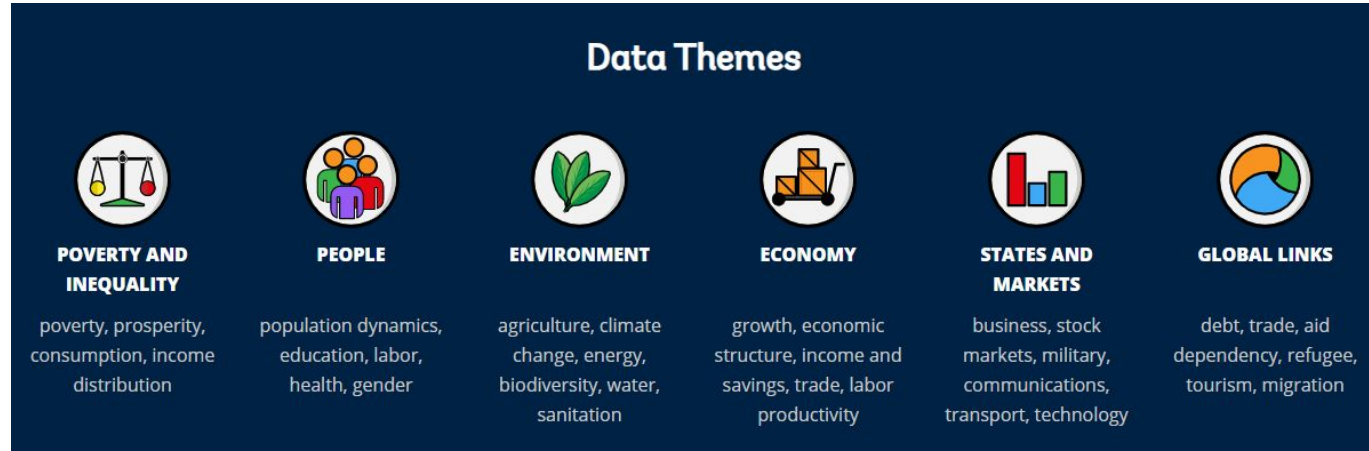 Data Themes
POVERTY AND
INEQUALITY
poverty, prosperity,
consumption, income
distribution
PEOPLE
population dynamics,
education, labor,
health, gender
ENVIRONMENT
agriculture, climate
change, energy,
biodiversity, water,
sanitation
ECONOMY
growth, economic
structure, income and
savings, trade, labor
productivity
STATES AND
MARKETS
business, stock
markets, military,
communications,
transport, technology
GLOBAL LINKS
debt, trade, aid
dependency, refugee,
tourism, migration